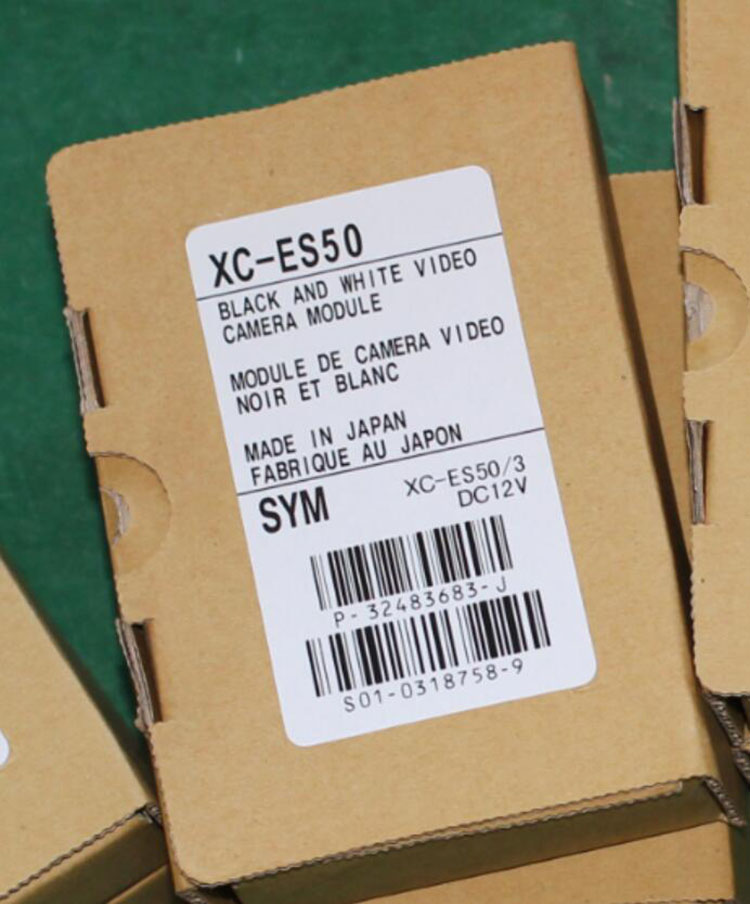 XC-ES50
BLACK AND WHITE VIDEO
CAMERA MODULE
MODULE DE CAMERA VIDEO
NOIR ET BLANC
MADE IN JAPAN
FABRIQUE AU JAPON
SYM
XC-ES50/3
DC12V
P-32483683-J
S01-0318758-9